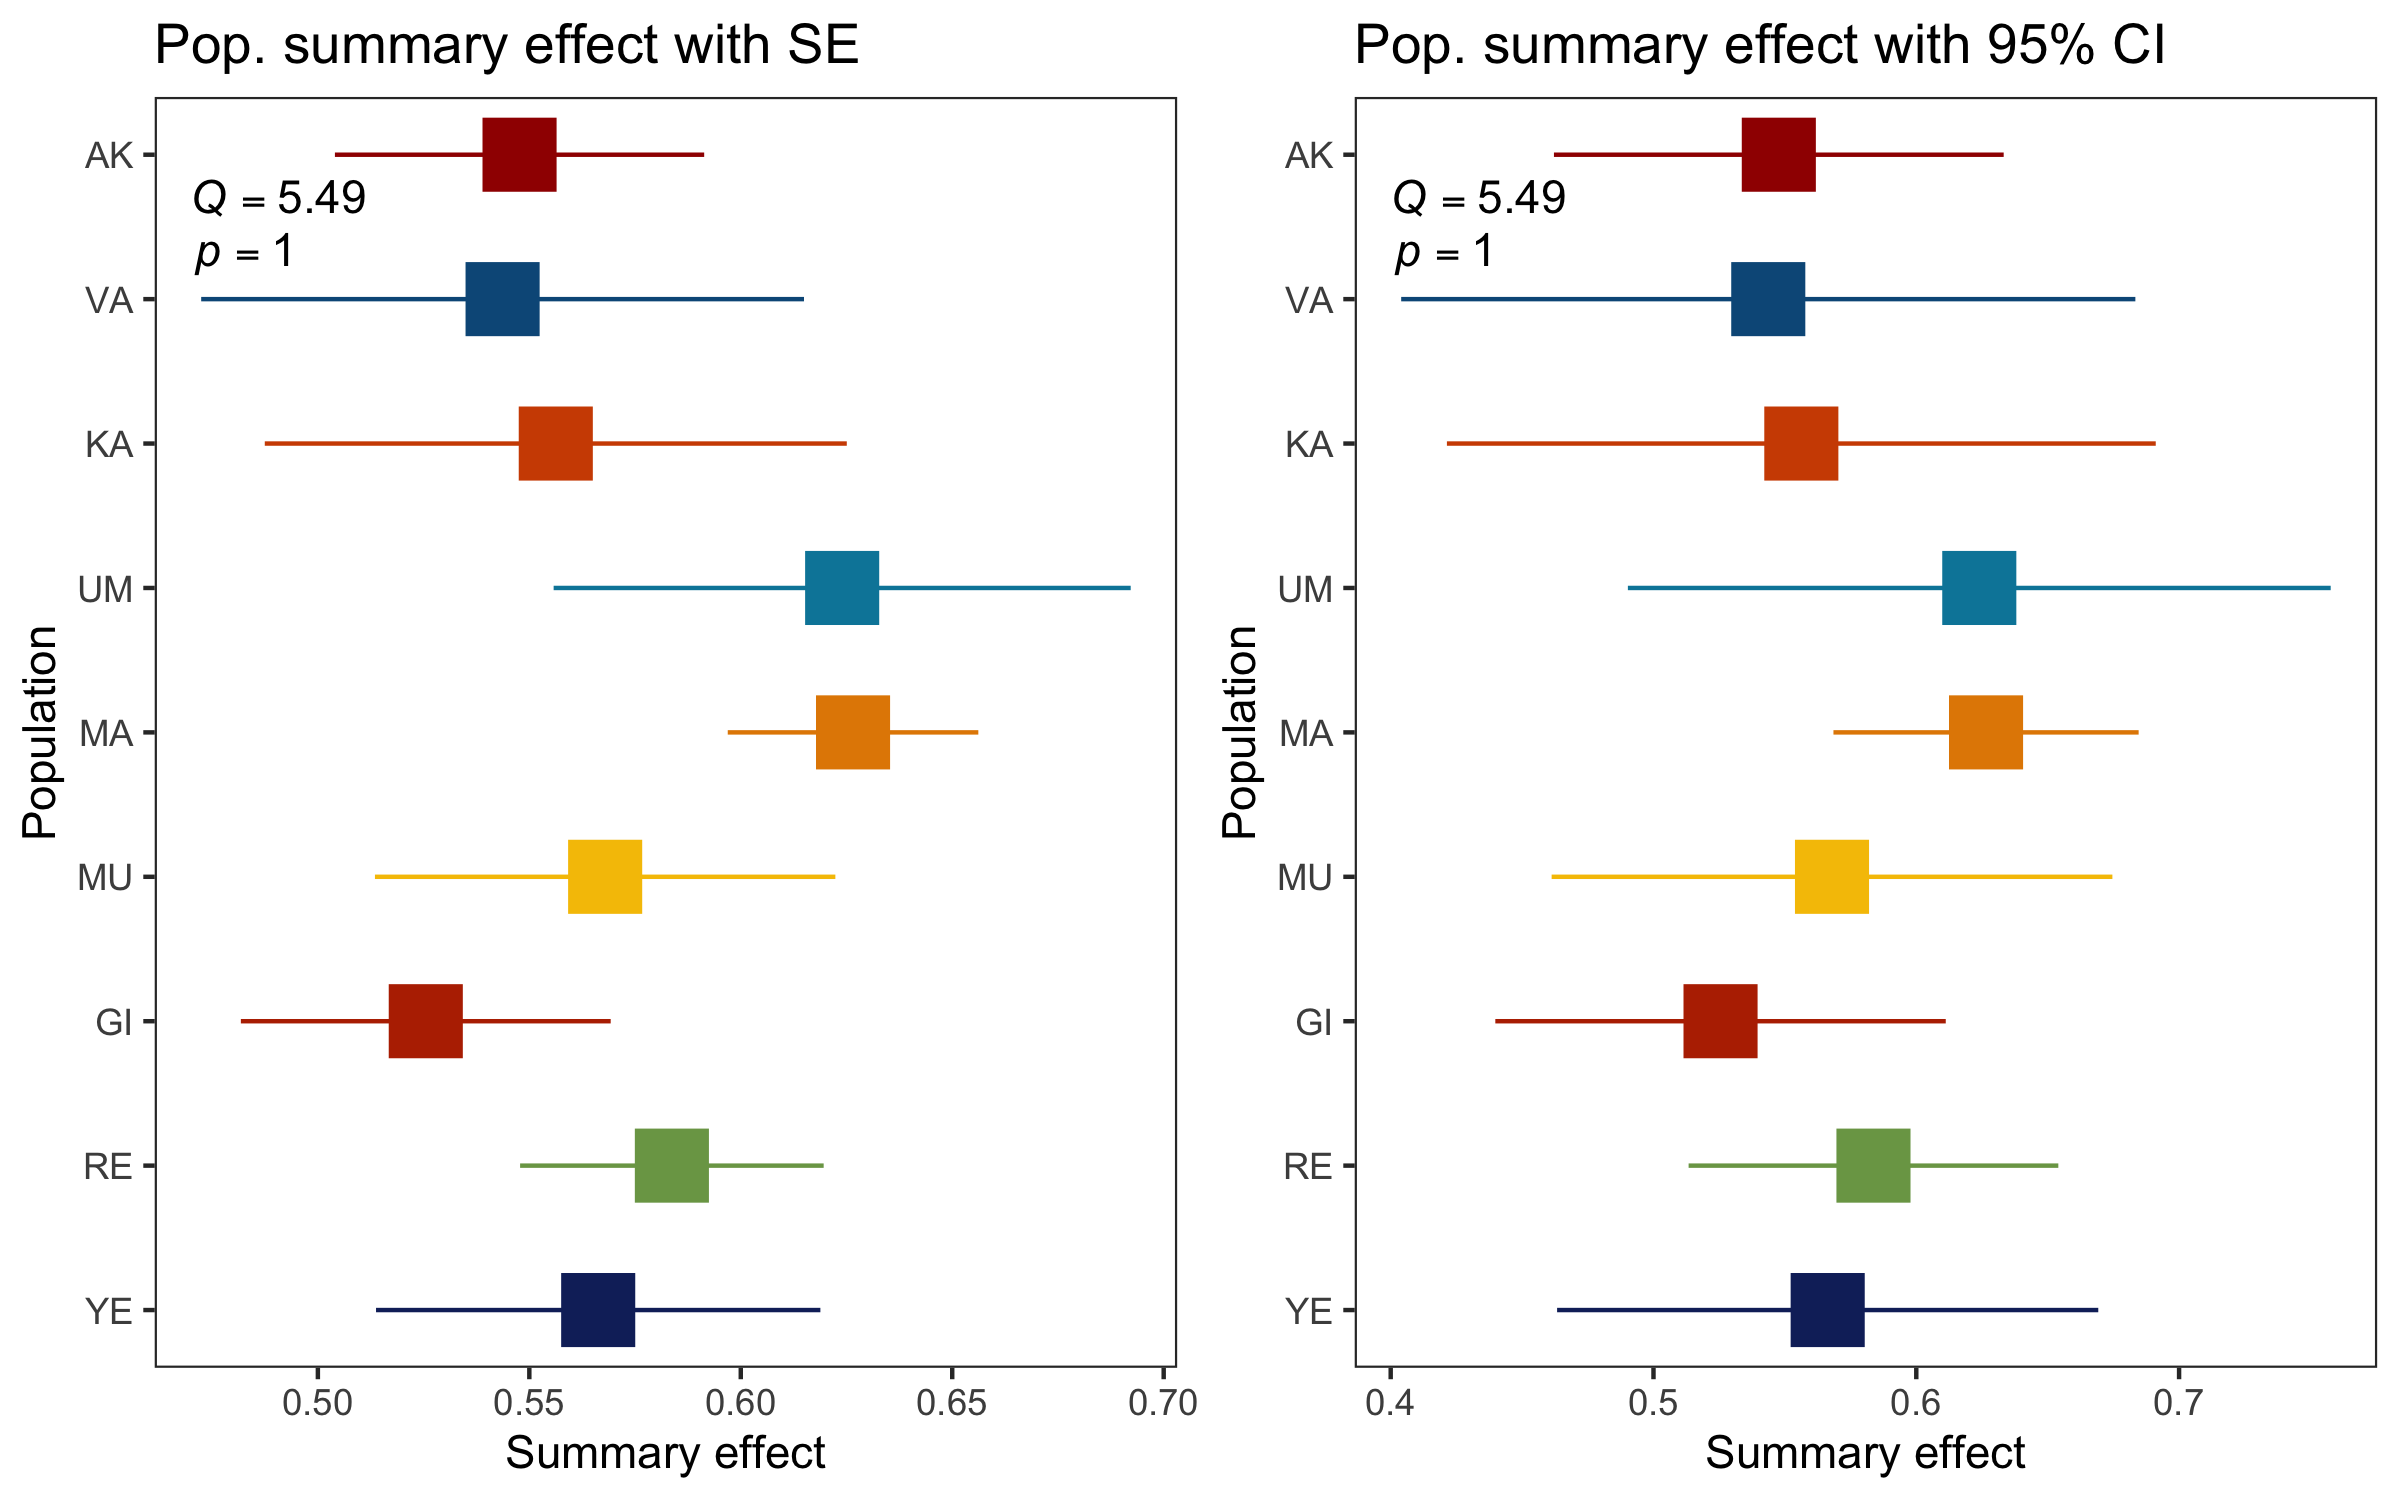 Pop. summary effect with SE
AK
Q = 5.49
p = 1
VA
KA
UM
MA
MU
GI
RE
YE
Population
0.50 0.55 0.60 0.65 0.70
Summary effect
Pop. summary effect with 95% CI
AK
Q = 5.49
p = 1
VA
KA
UM
MA
MU
GI
RE
YE
Population
0.4 0.5 0.6 0.7
Summary effect